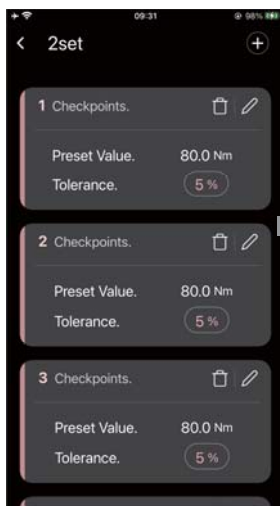 09:31
98%
2set
1 Checkpoints.
Preset Value. 80.0 Nm
Tolerance. 5 %
2 Checkpoints.
Preset Value. 80.0 Nm
Tolerance. 5 %
3 Checkpoints.
Preset Value. 80.0 Nm
Tolerance. 5 %